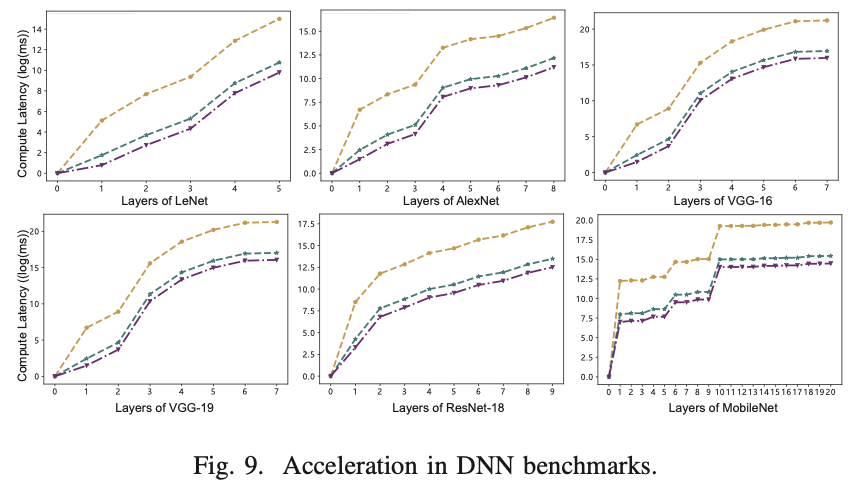 Compute Latency (log(ms))
14
12
10
8
6
4
2
0
0 1 2 3 4 5
Layers of LeNet
15.0
12.5
10.0
7.5
5.0
2.5
0.0
0 1 2 3 4 5 6 7 8
Layers of AlexNet
20
15
10
5
0
0 1 2 3 4 5 6 7
Layers of VGG-16
Compute Latency ((log(ms))
20
15
10
5
0
0 1 2 3 4 5 6 7
Layers of VGG-19
17.5
15.0
12.5
10.0
7.5
5.0
2.5
0.0
0 1 2 3 4 5 6 7 8 9
Layers of ResNet-18
20.0
17.5
15.0
12.5
10.0
7.5
5.0
2.5
0.0
0 1 2 3 4 5 6 7 8 9 10 11 12 13 14 15 16 17 18 19 20
Layers of MobileNet
Fig. 9. Acceleration in DNN benchmarks.